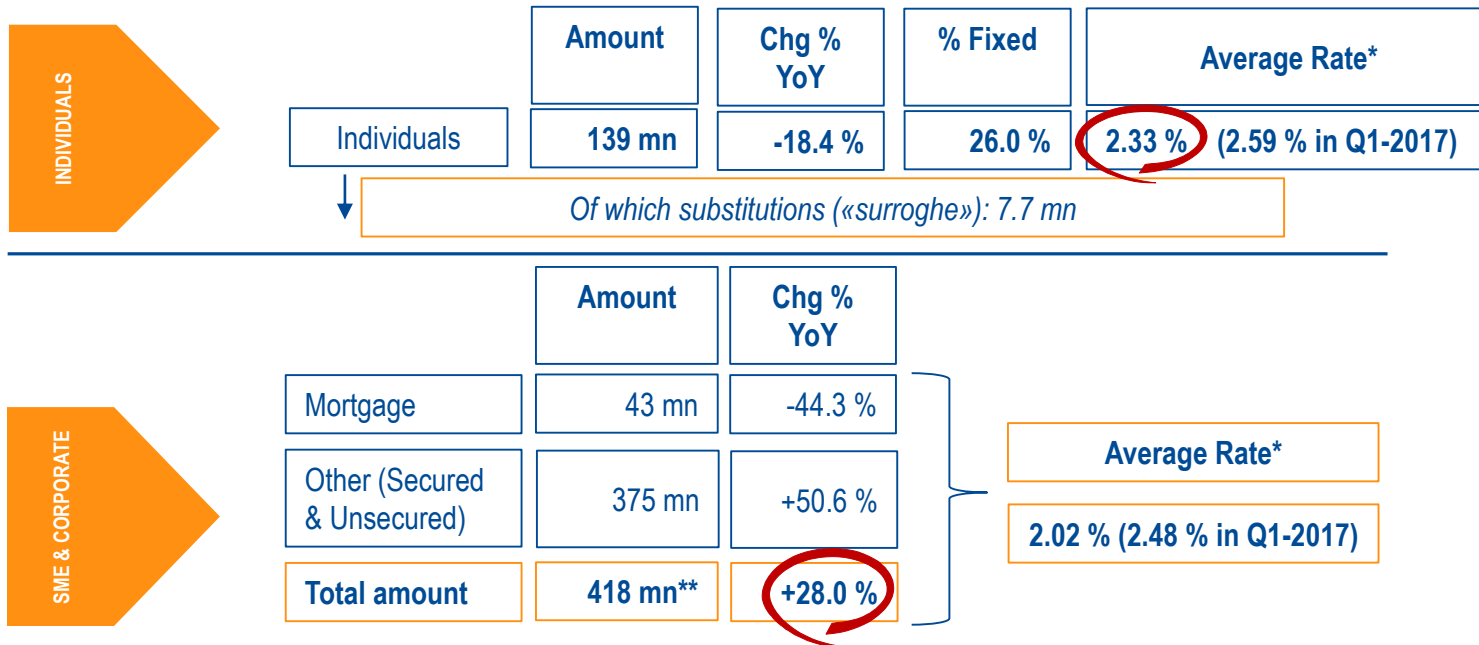 INDIVIDUALS
Amount
Chg %
YoY
% Fixed
Average Rate*
Individuals
139 mn
-18.4 %
26.0 %
2.33 %
(2.59 % in Q1-2017)
Of which substitutions («surroghe»): 7.7 mn
SME & CORPORATE
Amount
Chg %
YoY
Mortgage
43 mn
-44.3 %
Other (Secured
& Unsecured)
375 mn
+50.6 %
Total amount
418 mn**
+28.0 %
Average Rate*
2.02 % (2.48 % in Q1-2017)